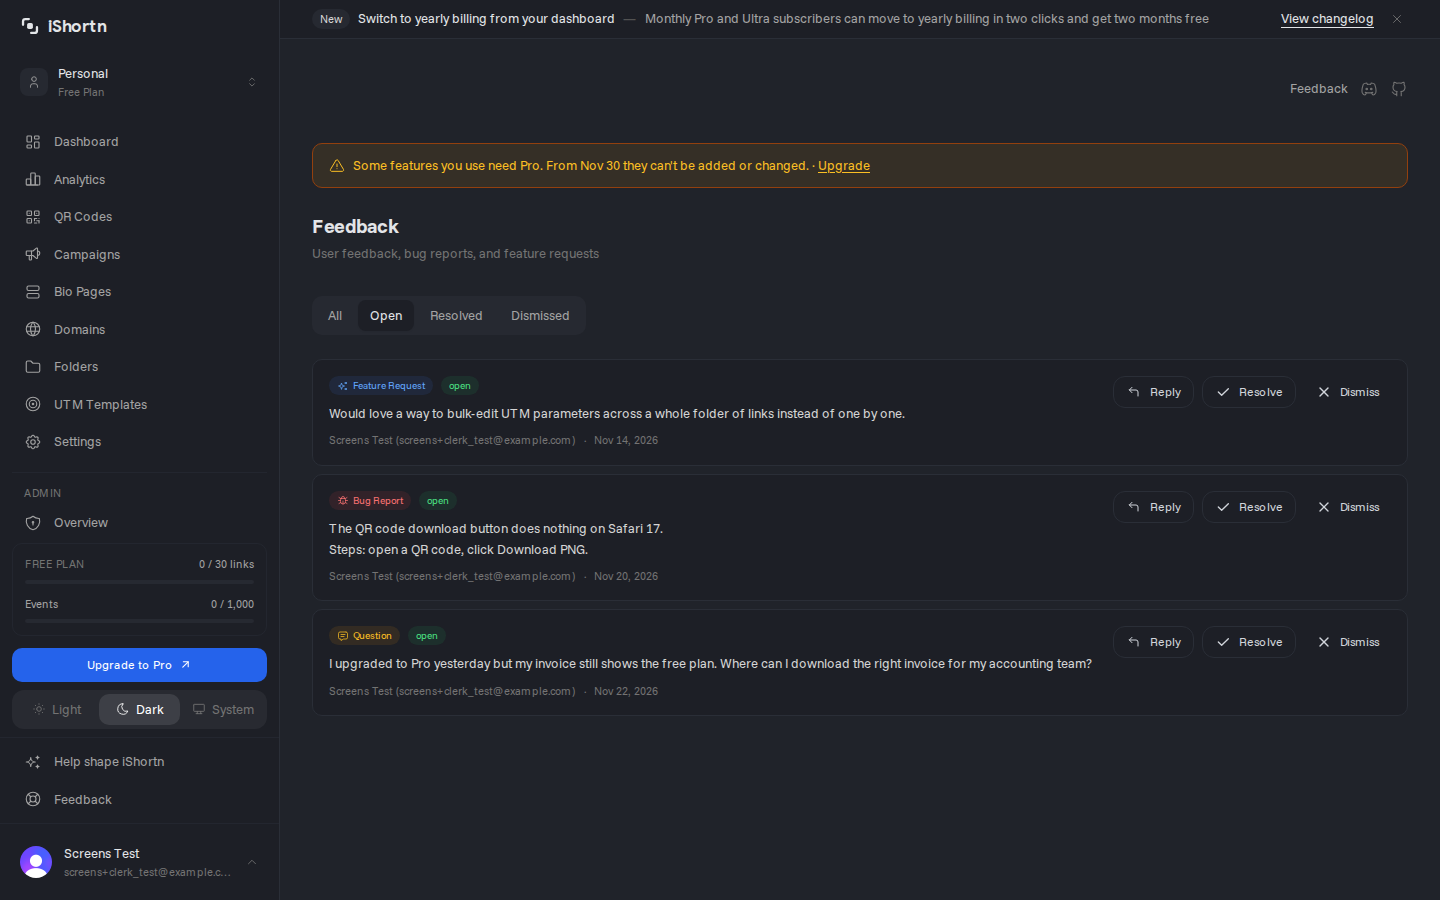 iShortn
Personal
Free Plan
Dashboard
Analytics
QR Codes
Campaigns
Bio Pages
Domains
Folders
UTM Templates
Settings
ADMIN
Overview
FREE PLAN 0 / 30 links
Events 0 / 1,000
Upgrade to Pro
Light Dark System
Help shape iShortn
Feedback
Screens Test
screens+clerk_test@example.c...
New Switch to yearly billing from your dashboard — Monthly Pro and Ultra subscribers can move to yearly billing in two clicks and get two months free View changelog
Feedback
Some features you use need Pro. From Nov 30 they can't be added or changed. · Upgrade
Feedback
User feedback, bug reports, and feature requests
All Open Resolved Dismissed
Feature Request open Reply Resolve Dismiss
Would love a way to bulk-edit UTM parameters across a whole folder of links instead of one by one.
Screens Test (screens+clerk_test@example.com) · Nov 14, 2026
Bug Report open Reply Resolve Dismiss
The QR code download button does nothing on Safari 17.
Steps: open a QR code, click Download PNG.
Screens Test (screens+clerk_test@example.com) · Nov 20, 2026
Question open Reply Resolve Dismiss
I upgraded to Pro yesterday but my invoice still shows the free plan. Where can I download the right invoice for my accounting team?
Screens Test (screens+clerk_test@example.com) · Nov 22, 2026